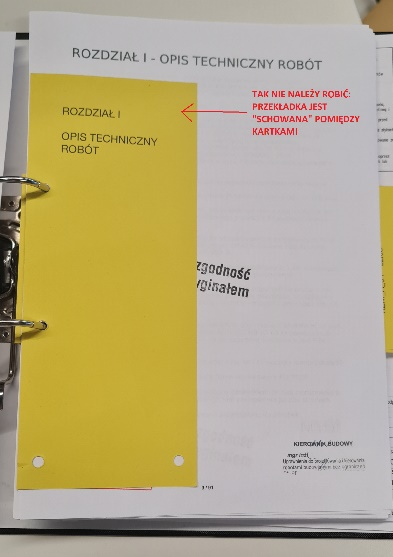 ROZDZIAŁ I - OPIS TECHNICZNY ROBÓT
TAK NIE NALEŻY ROBIĆ:
PRZEKŁADKA JEST
"SCHOWANA" POMIĘDZY
KARTKAMI
ROZDZIAŁ I
OPIS TECHNICZNY
ROBÓT
zgodność
yginałem
KIEROWNIK BUDOWY